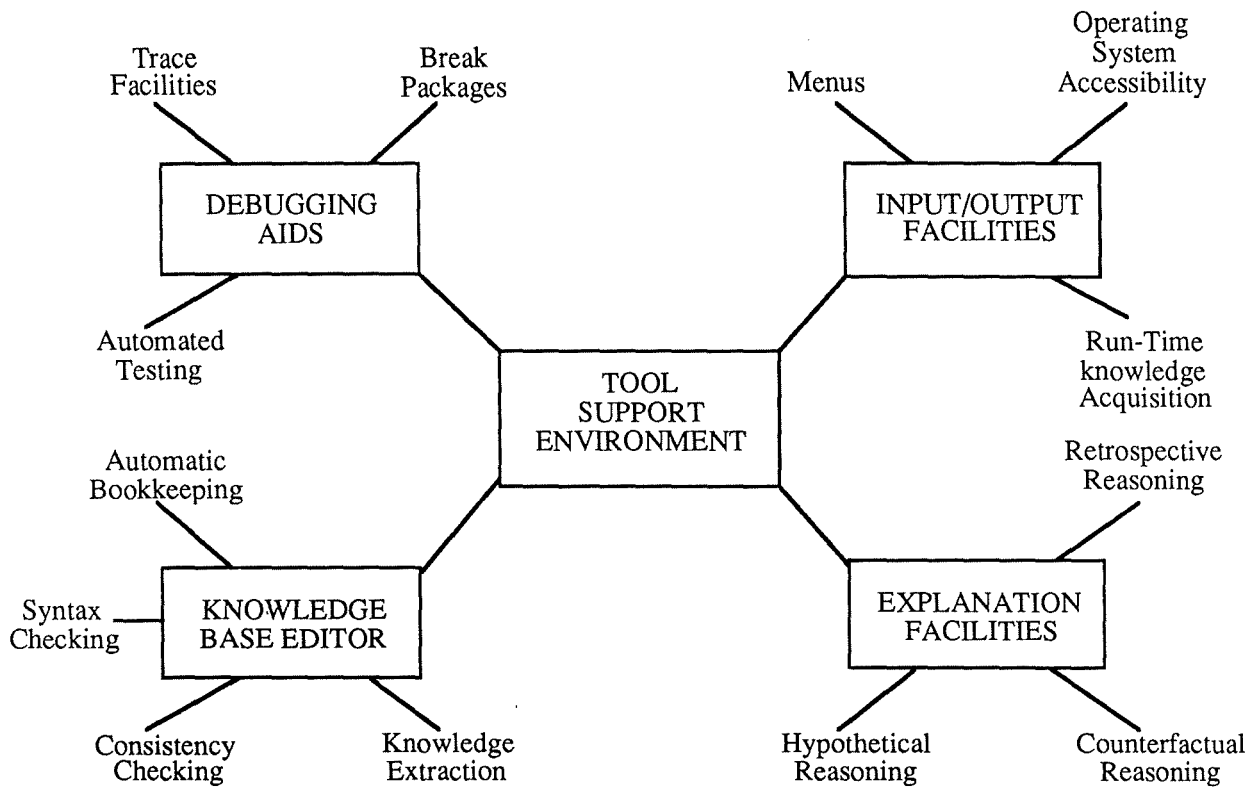 Trace
Facilities
Break
Packages
Menus
Operating
System
Accessibility
DEBUGGING
AIDS
INPUT/OUTPUT
FACILITIES
Automated
Testing
Run-Time
knowledge
Acquisition
TOOL
SUPPORT
ENVIRONMENT
Automatic
Bookkeeping
Retrospective
Reasoning
Syntax
Checking
KNOWLEDGE
BASE EDITOR
EXPLANATION
FACILITIES
Consistency
Checking
Knowledge
Extraction
Hypothetical
Reasoning
Counterfactual
Reasoning